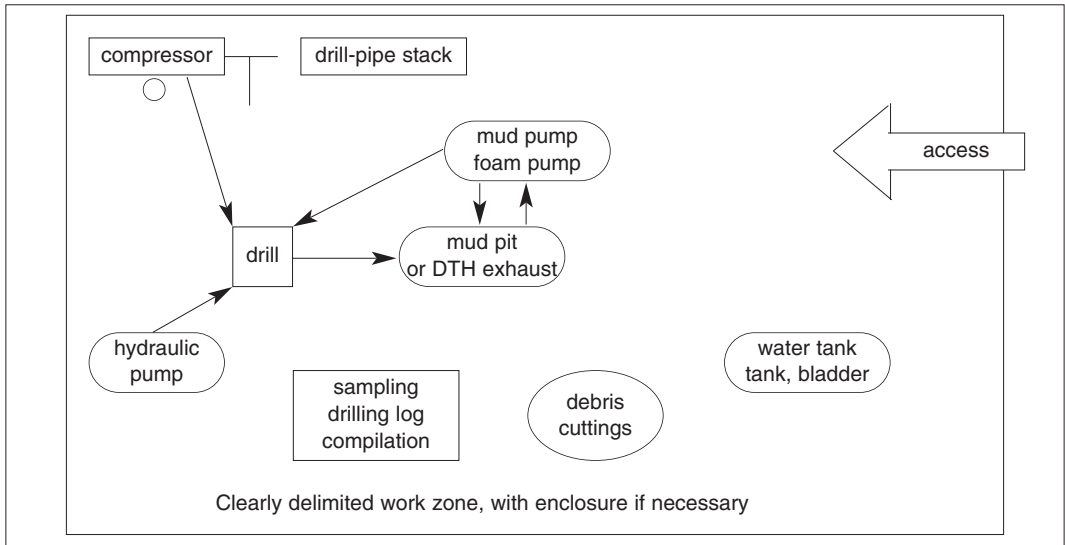 compressor
drill-pipe stack
mud pump
foam pump
access
drill
mud pit
or DTH exhaust
hydraulic
pump
water tank
tank, bladder
sampling
drilling log
compilation
debris
cuttings
Clearly delimited work zone, with enclosure if necessary